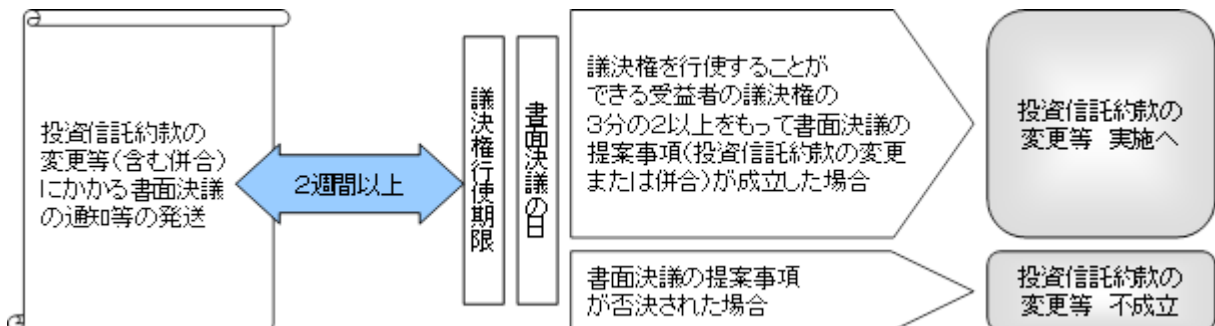 投資信託約款の
変更等(含む併合)
にかかる書面決議
の通知等の発送
2週間以上
議決権行使期限
書面決議の日
議決権を行使することが
できる受益者の議決権の
3分の2以上をもって書面決議の
提案事項(投資信託約款の変更
または併合)が成立した場合
投資信託約款の
変更等 実施へ
書面決議の提案事項
が否決された場合
投資信託約款の
変更等 不成立